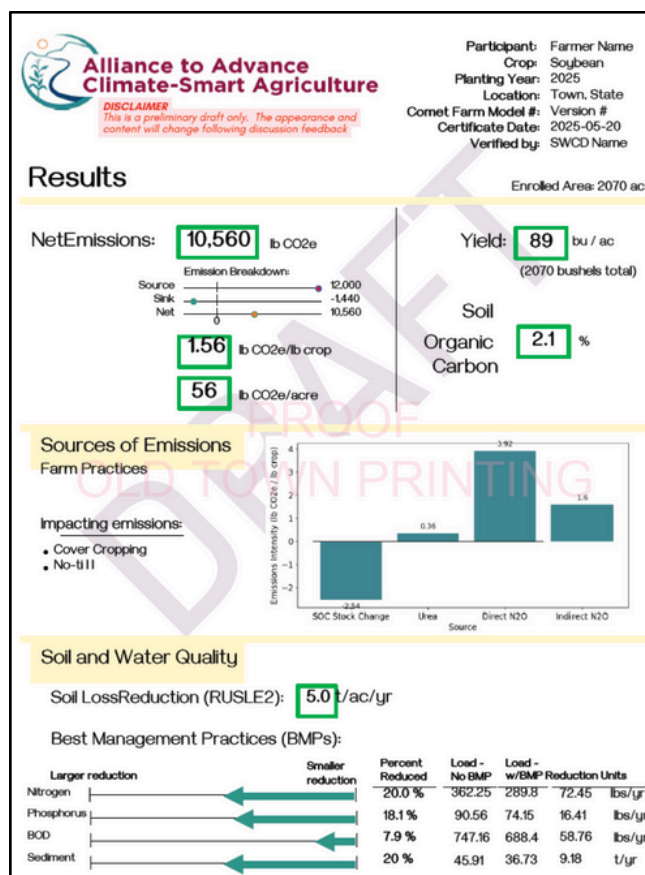 Alliance to Advance
Climate-Smart Agriculture
DISCLAIMER
This is a preliminary draft only. The appearance and
content will change following discussion feedback
Participant: Farmer Name
Crop: Soybean
Planting Year: 2025
Location: Town, State
Comet Farm Model #: Version #
Certificate Date: 2025-05-20
Verified by: SWCD Name
Results
Enrolled Area: 2070 ac
NetEmissions: 10,560 lb CO2e
Emission Breakdown:
Source 12,000
Sink -1,440
Net 10,560
0
1.56 lb CO2e/lb crop
56 lb CO2e/acre
Yield: 89 bu / ac
(2070 bushels total)
Soil
Organic
Carbon
2.1 %
DRAFT
PROOF
OLD TOWN PRINTING
Sources of Emissions
Farm Practices
Impacting emissions:
• Cover Cropping
• No-till
Emissions Intensity (lb CO2e / lb crop)
4
3
2
1
0
−1
−2
-2.54
0.36
3.92
1.6
SOC Stock Change Urea Direct N2O Indirect N2O
Source
Soil and Water Quality
Soil LossReduction (RUSLE2): 5.0 t/ac/yr
Best Management Practices (BMPs):
Larger reduction Smaller reduction Percent Reduced Load - No BMP Load - w/BMP Reduction Units
Nitrogen 20.0 % 362.25 289.8 72.45 lbs/yr
Phosphorus 18.1 % 90.56 74.15 16.41 lbs/yr
BOD 7.9 % 747.16 688.4 58.76 lbs/yr
Sediment 20 % 45.91 36.73 9.18 t/yr